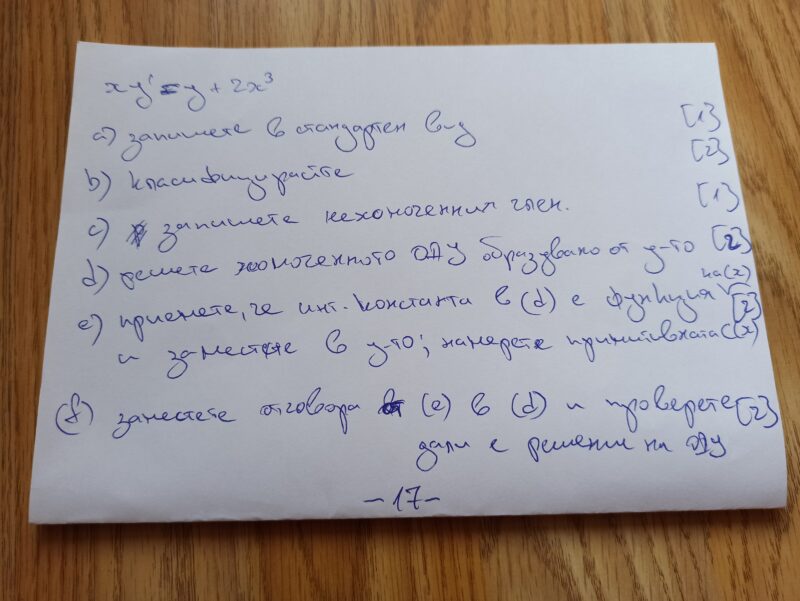 xy' = y + 2x³
a) запишете в стандартен вид [1]
b) класифицирайте [2]
c) запишете нехомогенния член. [1]
d) решете хомогенното ОДУ образувано от у-то [2]
e) приемете, че инт. константа в (d) е функция на (x) [2]
и заместете в у-то; намерете примитивната C(x)
(f) заместете отговора от (e) в (d) и проверете [2]
дали е решение на ОДУ
-17-